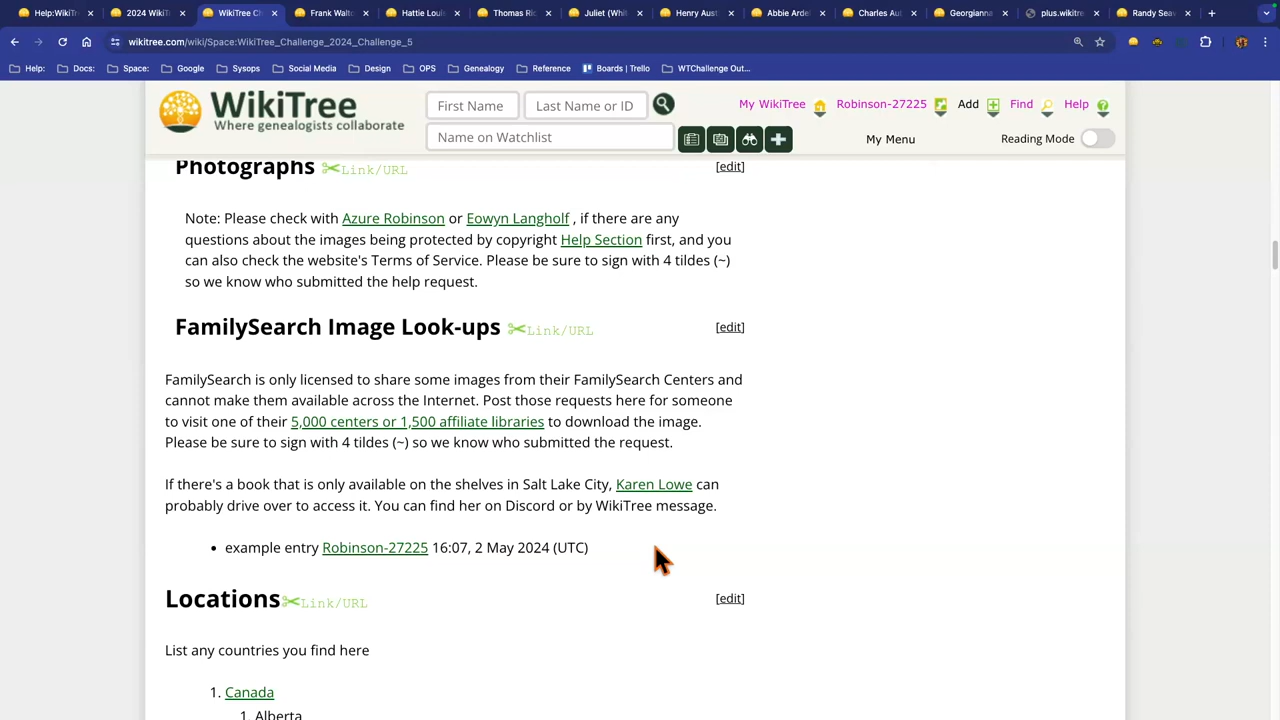 Help:WikiT
2024 WikiT
WikiTree C
Frank Walto
Hattie Loui
Thomas Ri
Juliet (Whi
Henry Aus
Abbie Arde
Charles Au
Georgianna
plus.wikitre
Randy Seav
wikitree.com/wiki/Space:WikiTree_Challenge_2024_Challenge_5
Help: Docs: Space: Google Sysops Social Media Design OPS Genealogy Reference Boards | Trello WTChallenge Out...
WikiTree
Where genealogists collaborate
First Name Last Name or ID
Name on Watchlist
My WikiTree Robinson-27225 Add Find Help
My Menu Reading Mode
Photographs Link/URL [edit]
Note: Please check with Azure Robinson or Eowyn Langholf , if there are any
questions about the images being protected by copyright Help Section first, and you
can also check the website's Terms of Service. Please be sure to sign with 4 tildes (~)
so we know who submitted the help request.
FamilySearch Image Look-ups Link/URL [edit]
FamilySearch is only licensed to share some images from their FamilySearch Centers and
cannot make them available across the Internet. Post those requests here for someone
to visit one of their 5,000 centers or 1,500 affiliate libraries to download the image.
Please be sure to sign with 4 tildes (~) so we know who submitted the request.
If there's a book that is only available on the shelves in Salt Lake City, Karen Lowe can
probably drive over to access it. You can find her on Discord or by WikiTree message.
• example entry Robinson-27225 16:07, 2 May 2024 (UTC)
Locations Link/URL [edit]
List any countries you find here
1. Canada
1. Alberta